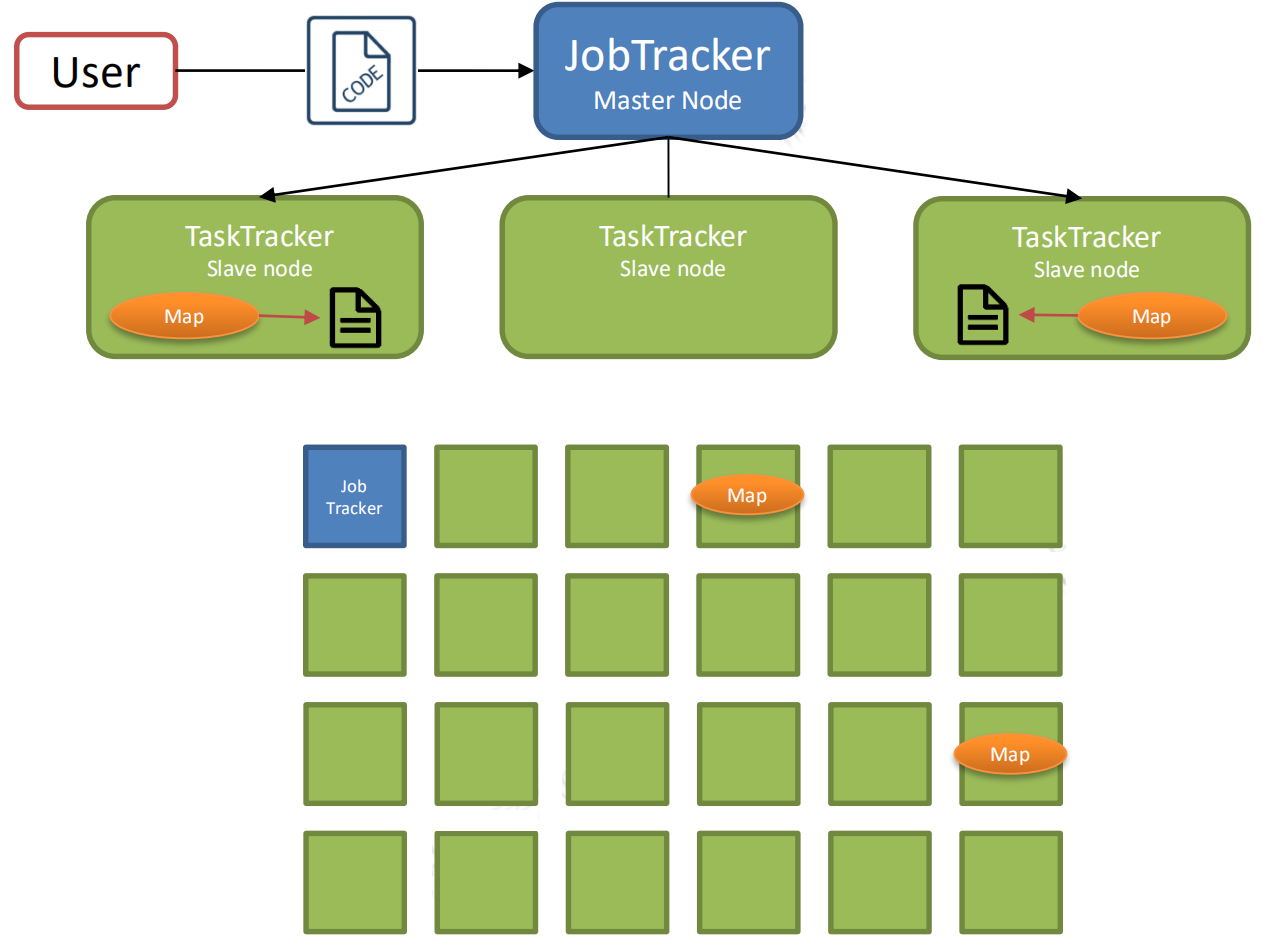 User
CODE
JobTracker
Master Node
TaskTracker
Slave node
Map
TaskTracker
Slave node
TaskTracker
Slave node
Map
Job
Tracker
Map
Map